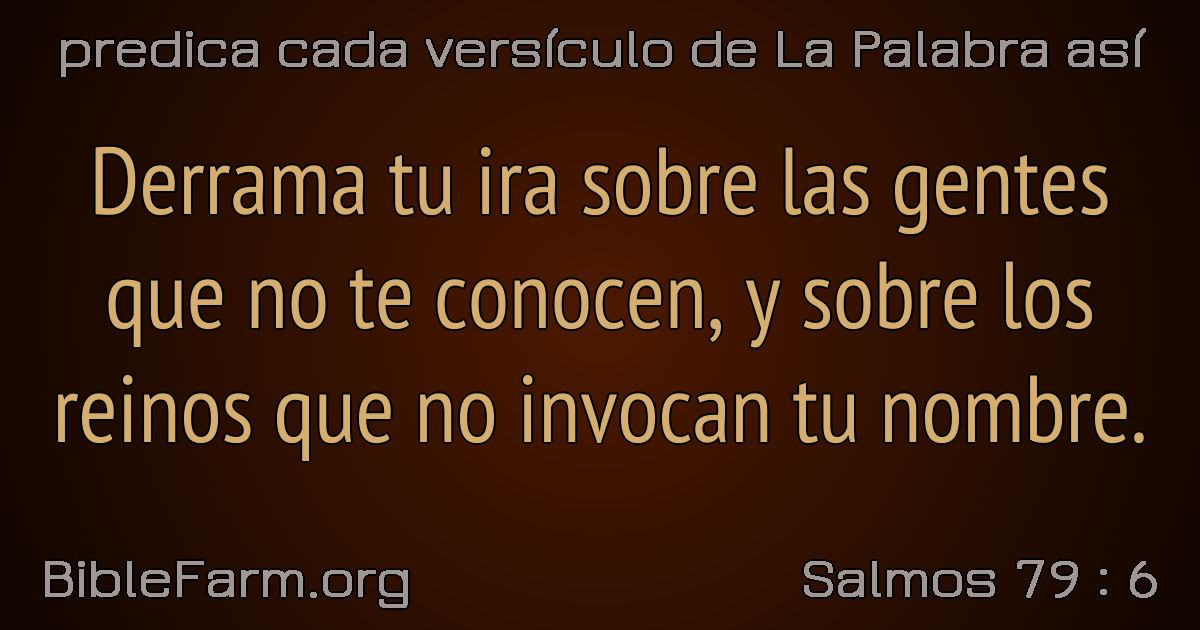 predica cada versículo de La Palabra así
Derrama tu ira sobre las gentes
que no te conocen, y sobre los
reinos que no invocan tu nombre.
BibleFarm.org
Salmos 79 : 6